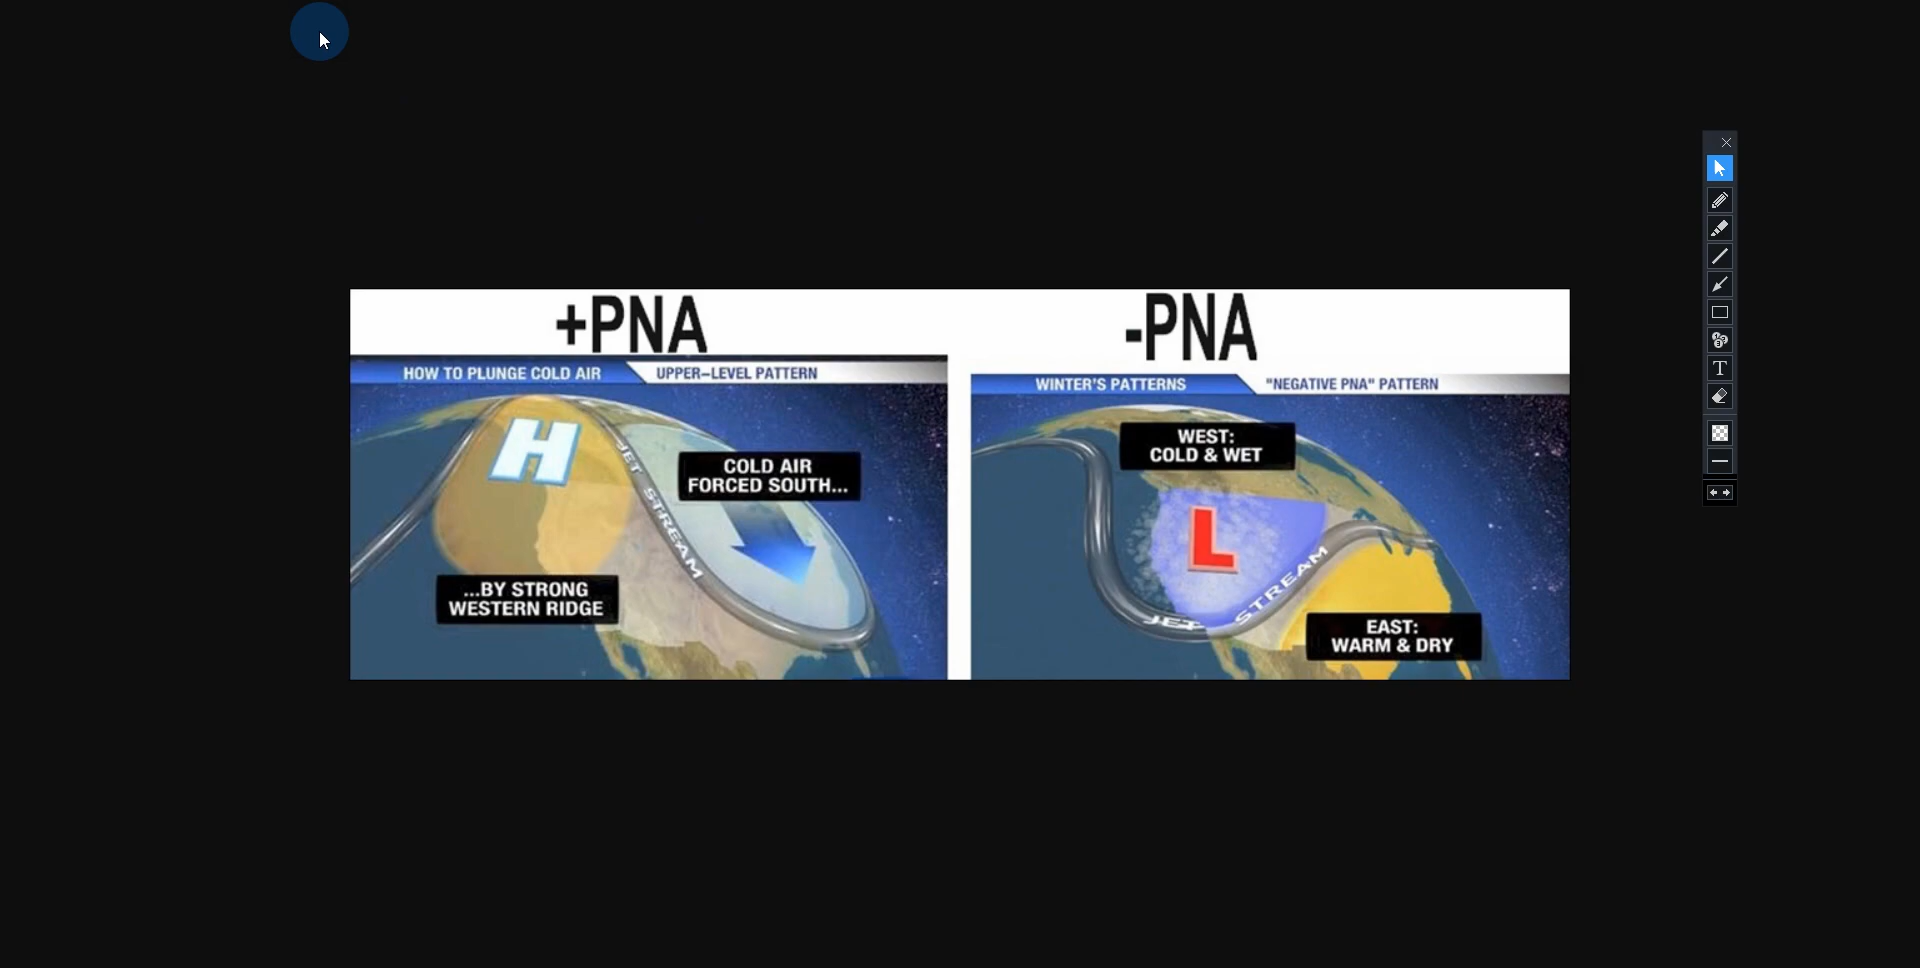 +PNA
HOW TO PLUNGE COLD AIR
UPPER-LEVEL PATTERN
H
JET STREAM
COLD AIR
FORCED SOUTH...
...BY STRONG
WESTERN RIDGE
-PNA
WINTER'S PATTERNS
"NEGATIVE PNA" PATTERN
WEST:
COLD & WET
L
JET STREAM
EAST:
WARM & DRY
T